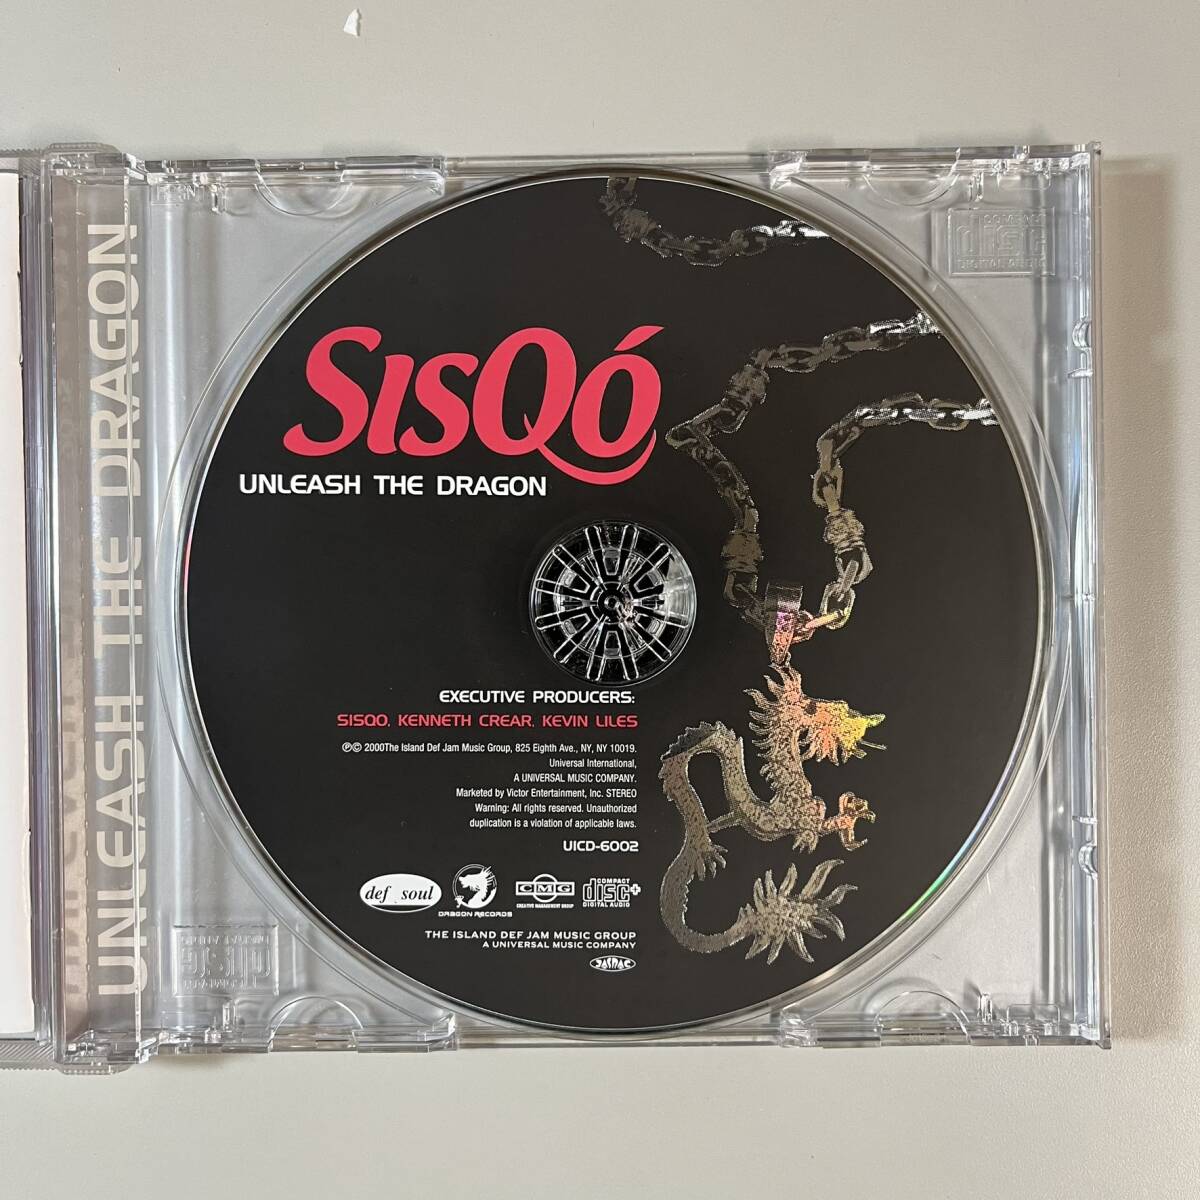 UNLEASH THE DRAGON
SISQÓ
UNLEASH THE DRAGON
EXECUTIVE PRODUCERS:
SISQO, KENNETH CREAR, KEVIN LILES
℗© 2000The Island Def Jam Music Group, 825 Eighth Ave., NY, NY 10019.
Universal International,
A UNIVERSAL MUSIC COMPANY.
Marketed by Victor Entertainment, Inc. STEREO
Warning: All rights reserved. Unauthorized
duplication is a violation of applicable laws.
UICD-6002
def soul
DRAGON RECORDS
CMG
CREATIVE MANAGEMENT GROUP
COMPACT
disc+
DIGITAL AUDIO
THE ISLAND DEF JAM MUSIC GROUP
A UNIVERSAL MUSIC COMPANY
JASRAC
COMPACT
disc
DIGITAL AUDIO
COMPACT
disc
DIGITAL AUDIO